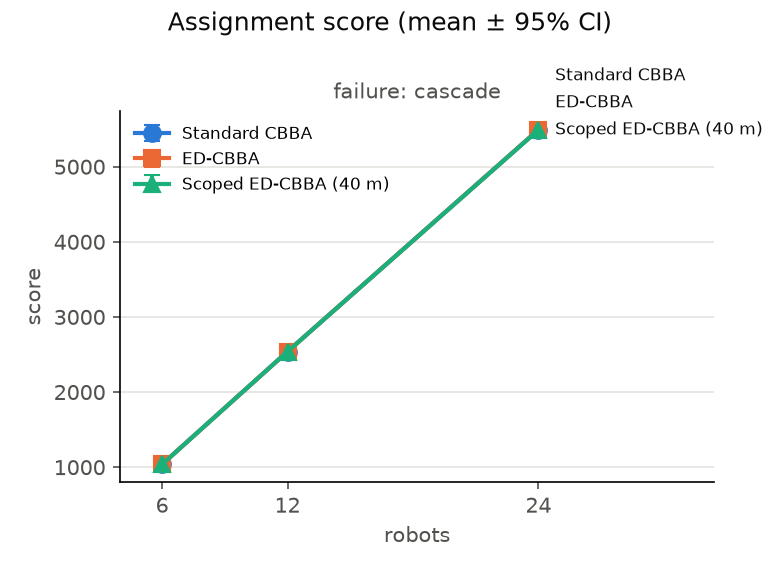 Assignment score (mean ± 95% CI)
failure: cascade
Standard CBBA
ED-CBBA
Scoped ED-CBBA (40 m)
Standard CBBA
ED-CBBA
Scoped ED-CBBA (40 m)
5000
4000
3000
2000
1000
score
6
12
24
robots